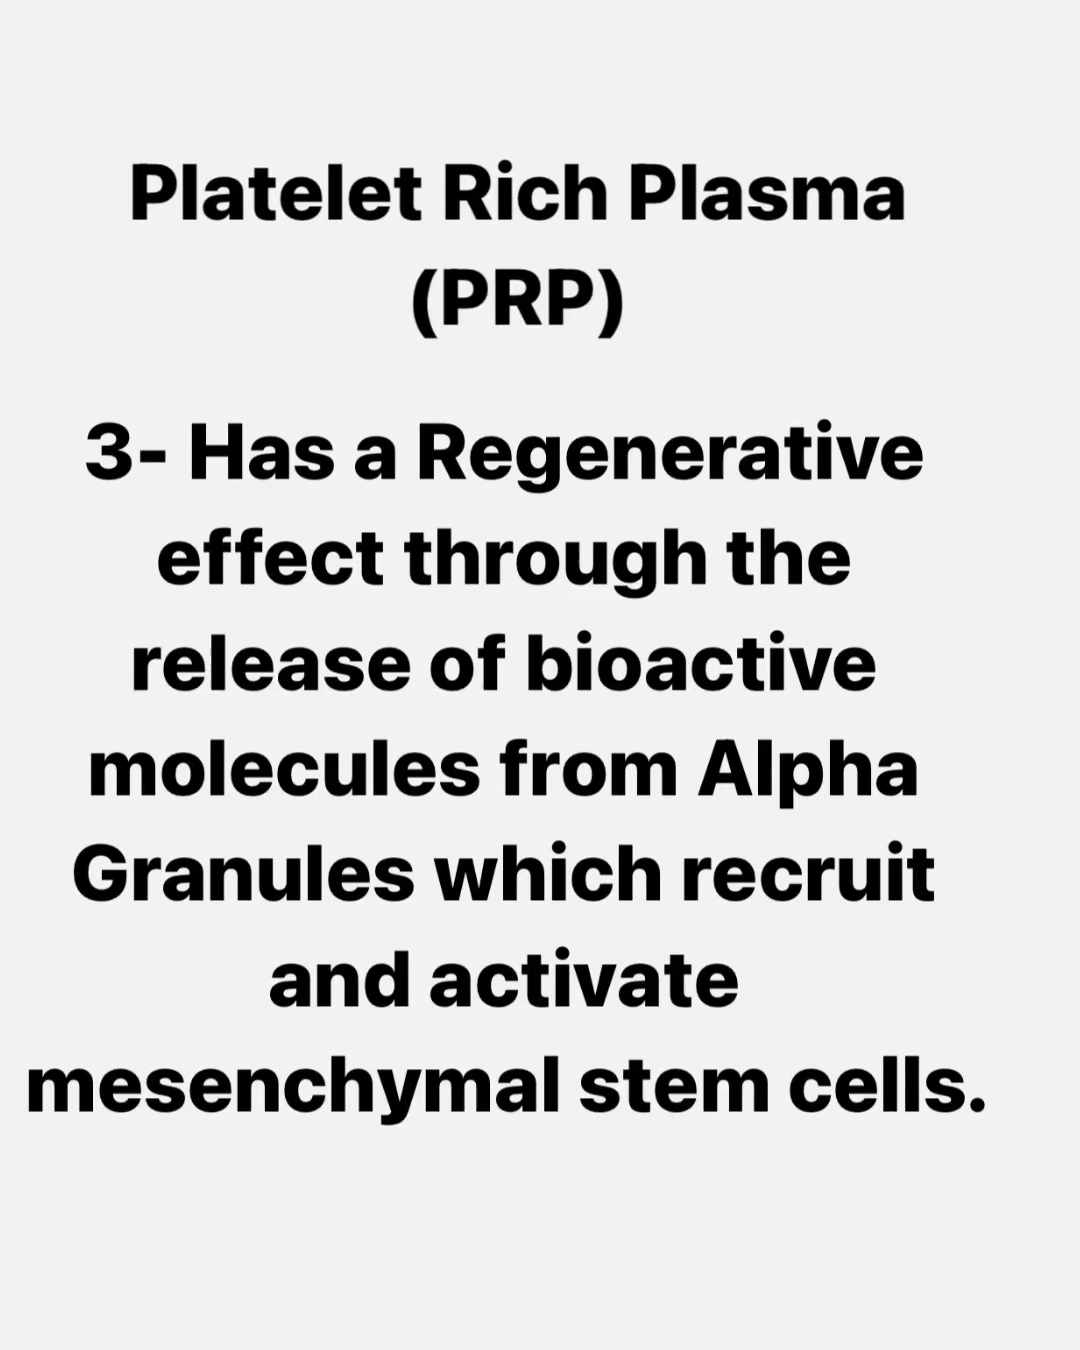 Platelet Rich Plasma
(PRP)
3- Has a Regenerative
effect through the
release of bioactive
molecules from Alpha
Granules which recruit
and activate
mesenchymal stem cells.